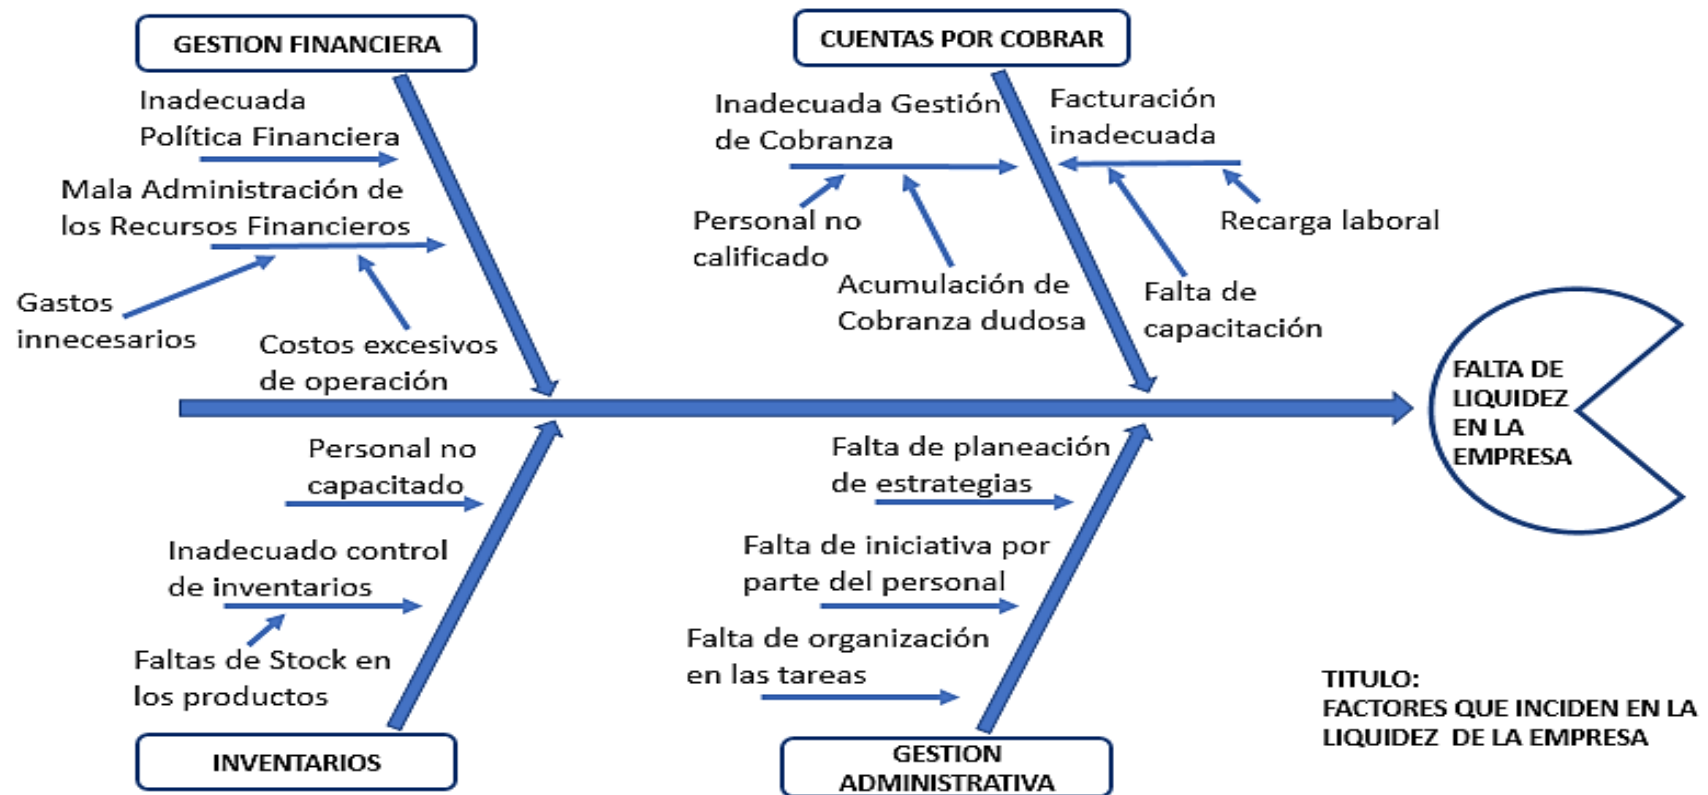 GESTION FINANCIERA
Inadecuada
Política Financiera
Mala Administración de
los Recursos Financieros
Gastos
innecesarios
Costos excesivos
de operación
CUENTAS POR COBRAR
Inadecuada Gestión
de Cobranza
Personal no
calificado
Acumulación de
Cobranza dudosa
Facturación
inadecuada
Recarga laboral
Falta de
capacitación
FALTA DE
LIQUIDEZ
EN LA
EMPRESA
Personal no
capacitado
Inadecuado control
de inventarios
Faltas de Stock en
los productos
INVENTARIOS
Falta de planeación
de estrategias
Falta de iniciativa por
parte del personal
Falta de organización
en las tareas
GESTION
ADMINISTRATIVA
TITULO:
FACTORES QUE INCIDEN EN LA
LIQUIDEZ DE LA EMPRESA